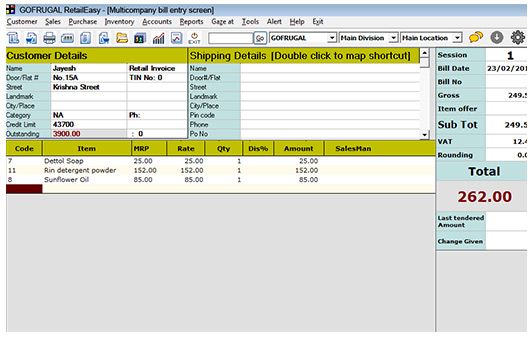 GOFRUGAL RetailEasy - [Multicompany bill entry screen]
Customer Sales Purchase Inventory Accounts Reports Gaze at Tools Alert Help Exit
EXIT Go GOFRUGAL Main Division Main Location
Customer Details Shipping Details [Double click to map shortcut]
Name Jayesh Retail Invoice Name
Door/Flat # No.15A TIN No: 0 Door#/Flat
Street Krishna Street Street
Landmark Landmark
City/Place City/Place
Category NA Ph: Pin code
Credit Limit 43700 Phone
Outstanding 3900.00 : 0 Po No
Session 1
Bill Date 23/02/201
Bill No
Gross 249.5
Item offer
Sub Tot 249.5
VAT 12.4
Rounding 0.0
Total
262.00
Last tendered
Amount
Change Given
Code Item MRP Rate Qty Dis% Amount SalesMan
7 Dettol Soap 25.00 25.00 1 25.00
11 Rin detergent powder 152.00 152.00 1 152.00
8 Sunflower Oil 85.00 85.00 1 85.00